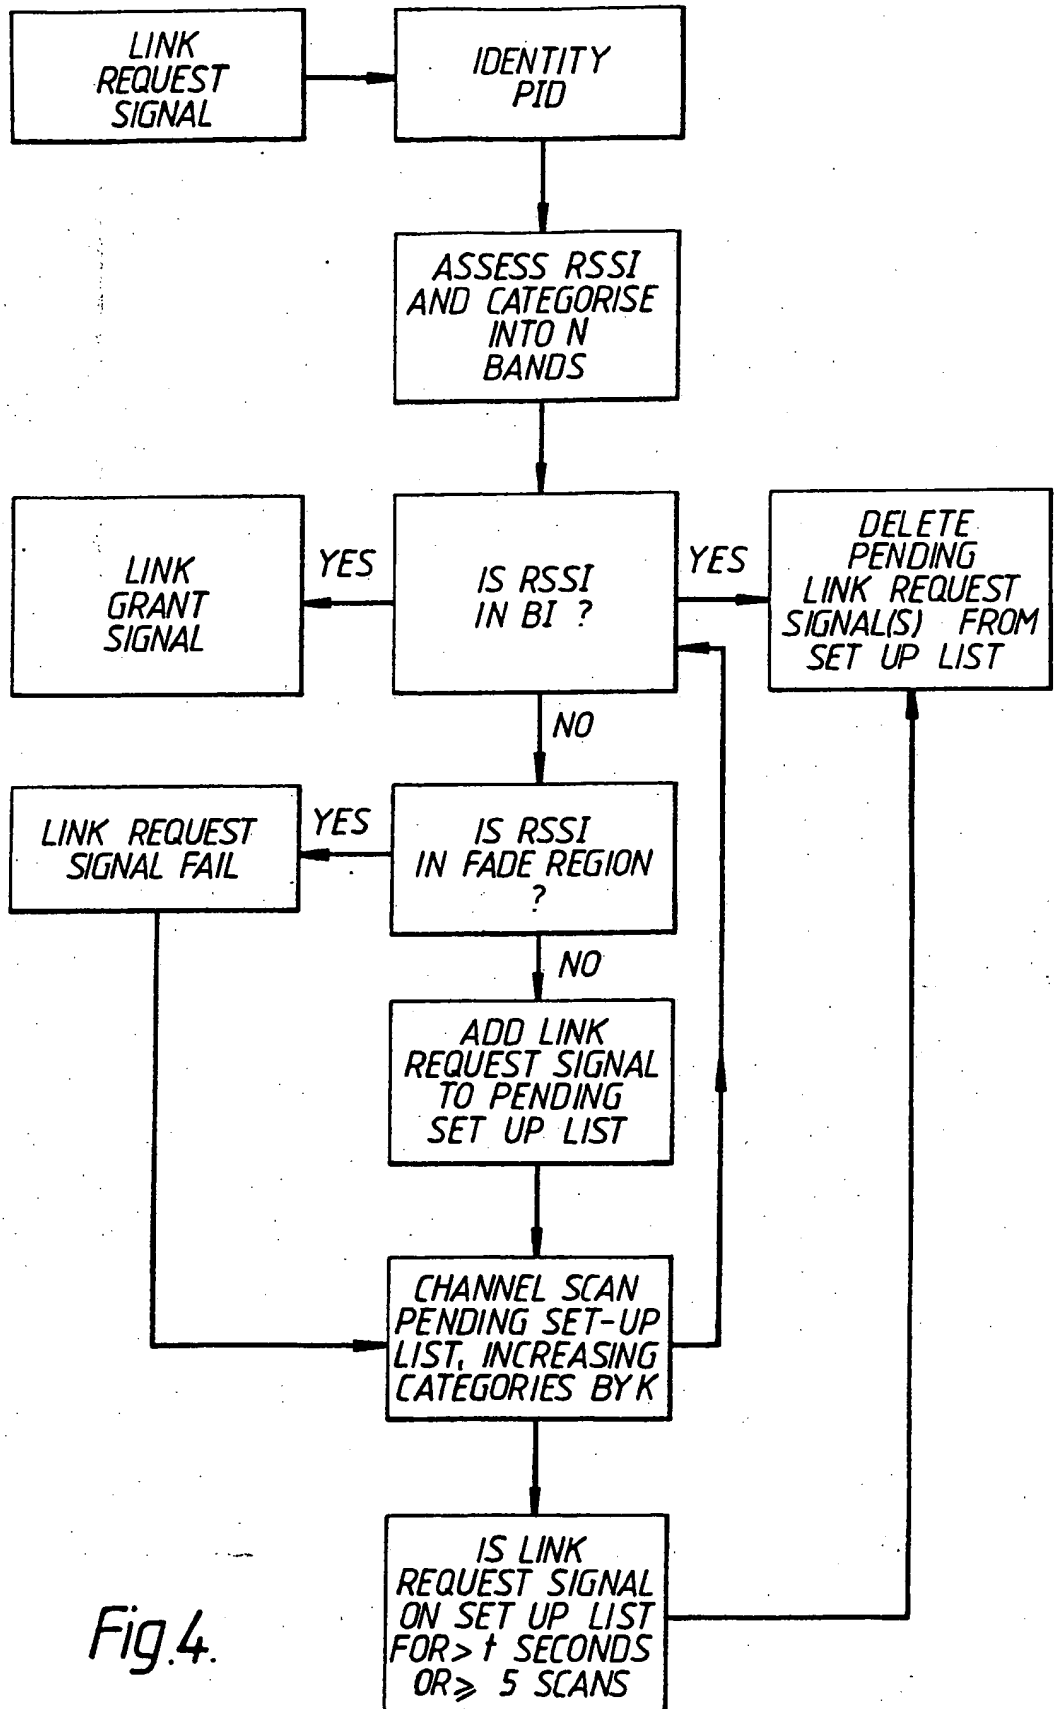 LINK
REQUEST
SIGNAL
IDENTITY
PID
ASSESS RSSI
AND CATEGORISE
INTO N
BANDS
LINK
GRANT
SIGNAL
YES
IS RSSI
IN BI ?
YES
DELETE
PENDING
LINK REQUEST
SIGNAL(S) FROM
SET UP LIST
NO
LINK REQUEST
SIGNAL FAIL
YES
IS RSSI
IN FADE REGION
?
NO
ADD LINK
REQUEST SIGNAL
TO PENDING
SET UP LIST
CHANNEL SCAN
PENDING SET-UP
LIST, INCREASING
CATEGORIES BY K
IS LINK
REQUEST SIGNAL
ON SET UP LIST
FOR > t SECONDS
OR ⩾ 5 SCANS
Fig.4.